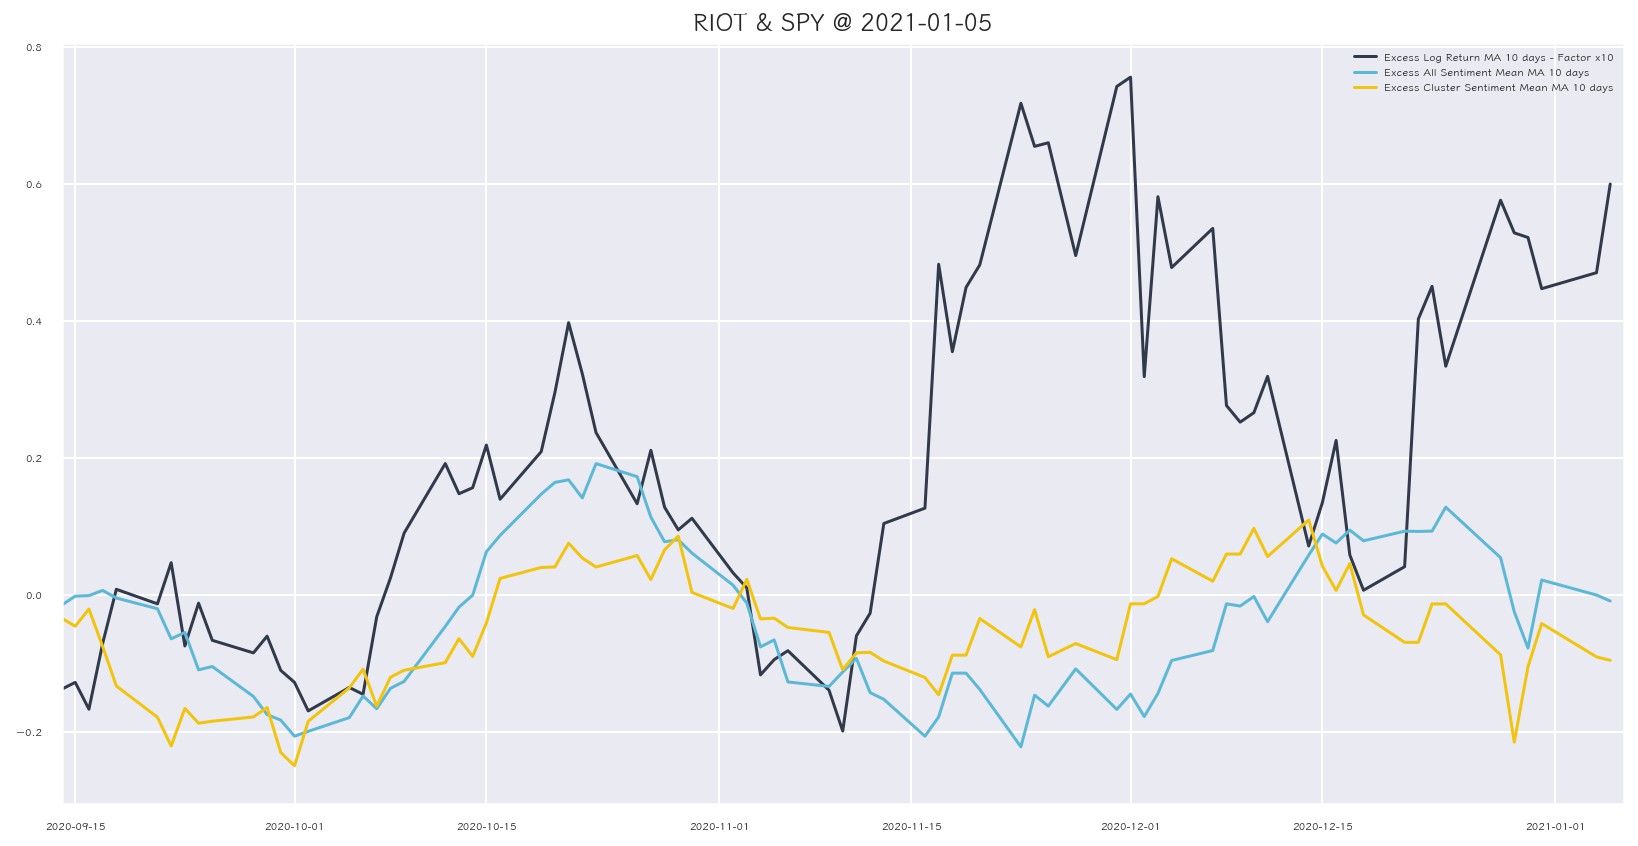 RIOT & SPY @ 2021-01-05
Excess Log Return MA 10 days - Factor x10
Excess All Sentiment Mean MA 10 days
Excess Cluster Sentiment Mean MA 10 days
0.8
0.6
0.4
0.2
0.0
−0.2
2020-09-15 2020-10-01 2020-10-15 2020-11-01 2020-11-15 2020-12-01 2020-12-15 2021-01-01